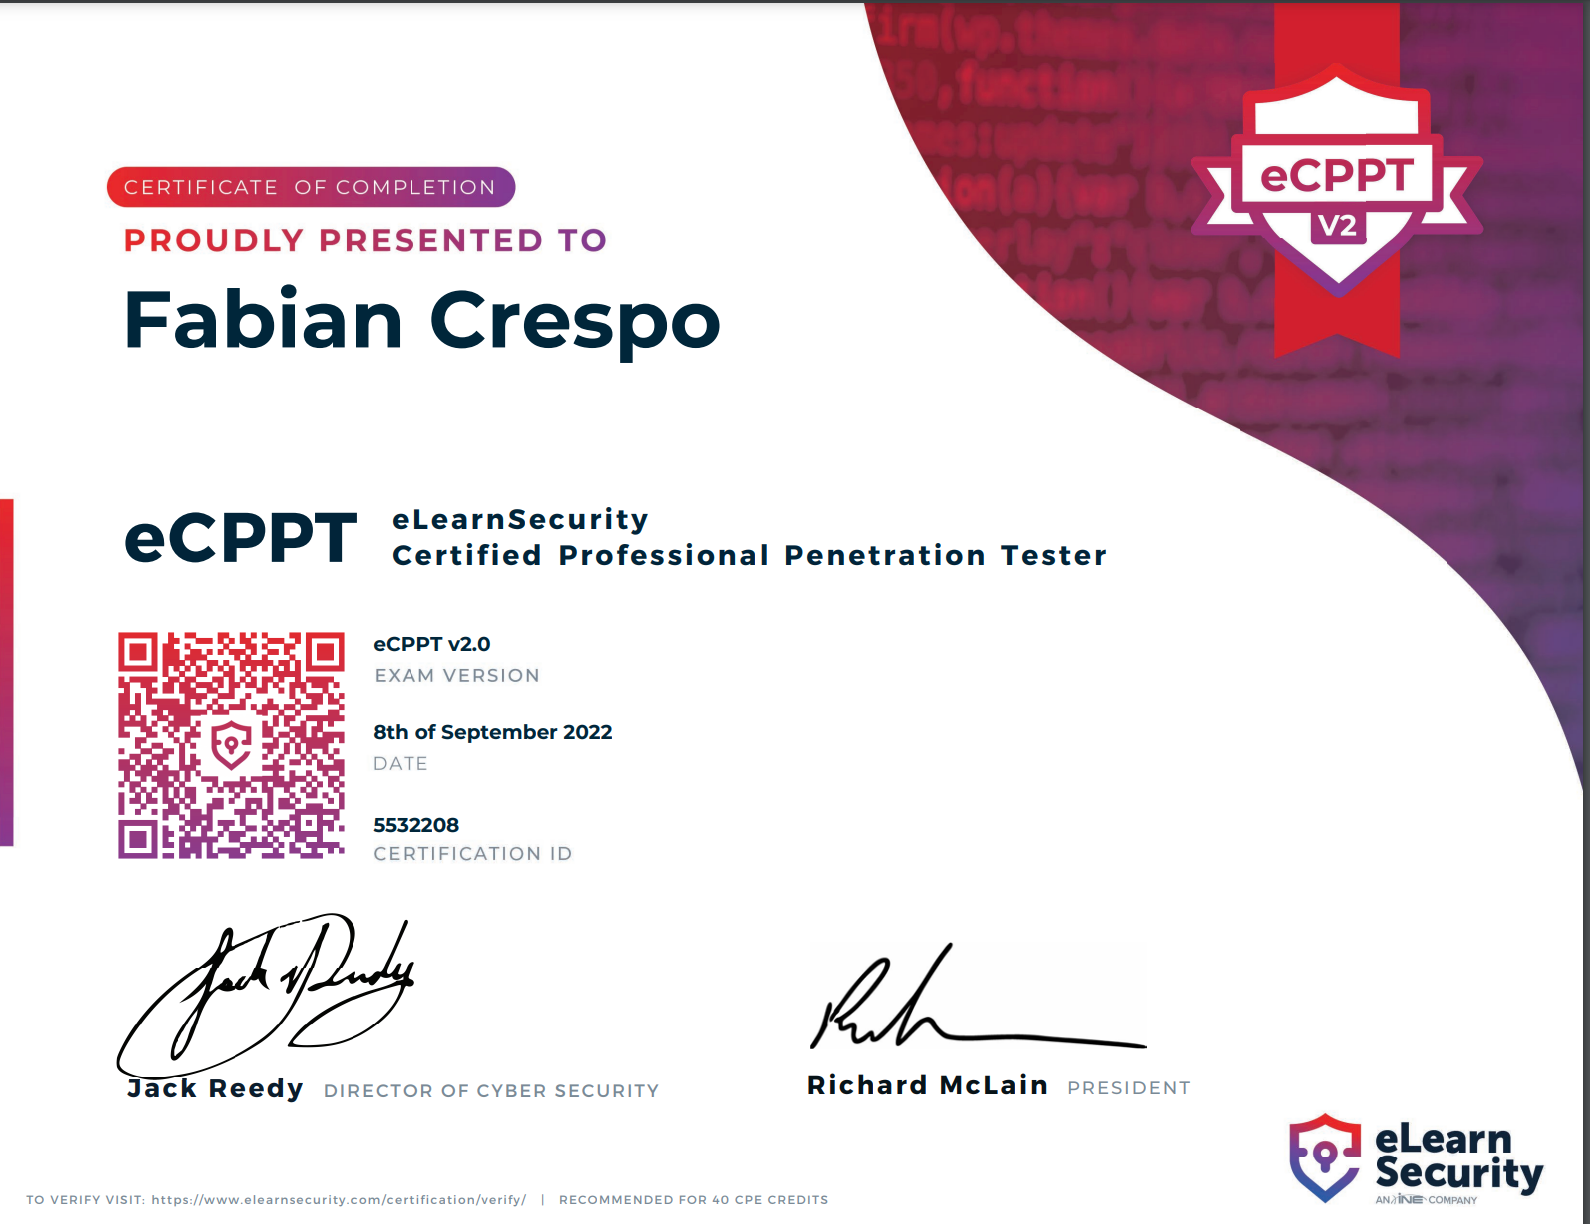 eCPPT
V2
CERTIFICATE OF COMPLETION
PROUDLY PRESENTED TO
Fabian Crespo
eCPPT
eLearnSecurity
Certified Professional Penetration Tester
eCPPT v2.0
EXAM VERSION
8th of September 2022
DATE
5532208
CERTIFICATION ID
Jack Reedy DIRECTOR OF CYBER SECURITY
Richard McLain PRESIDENT
eLearn
Security
AN INE COMPANY
TO VERIFY VISIT: https://www.elearnsecurity.com/certification/verify/ | RECOMMENDED FOR 40 CPE CREDITS